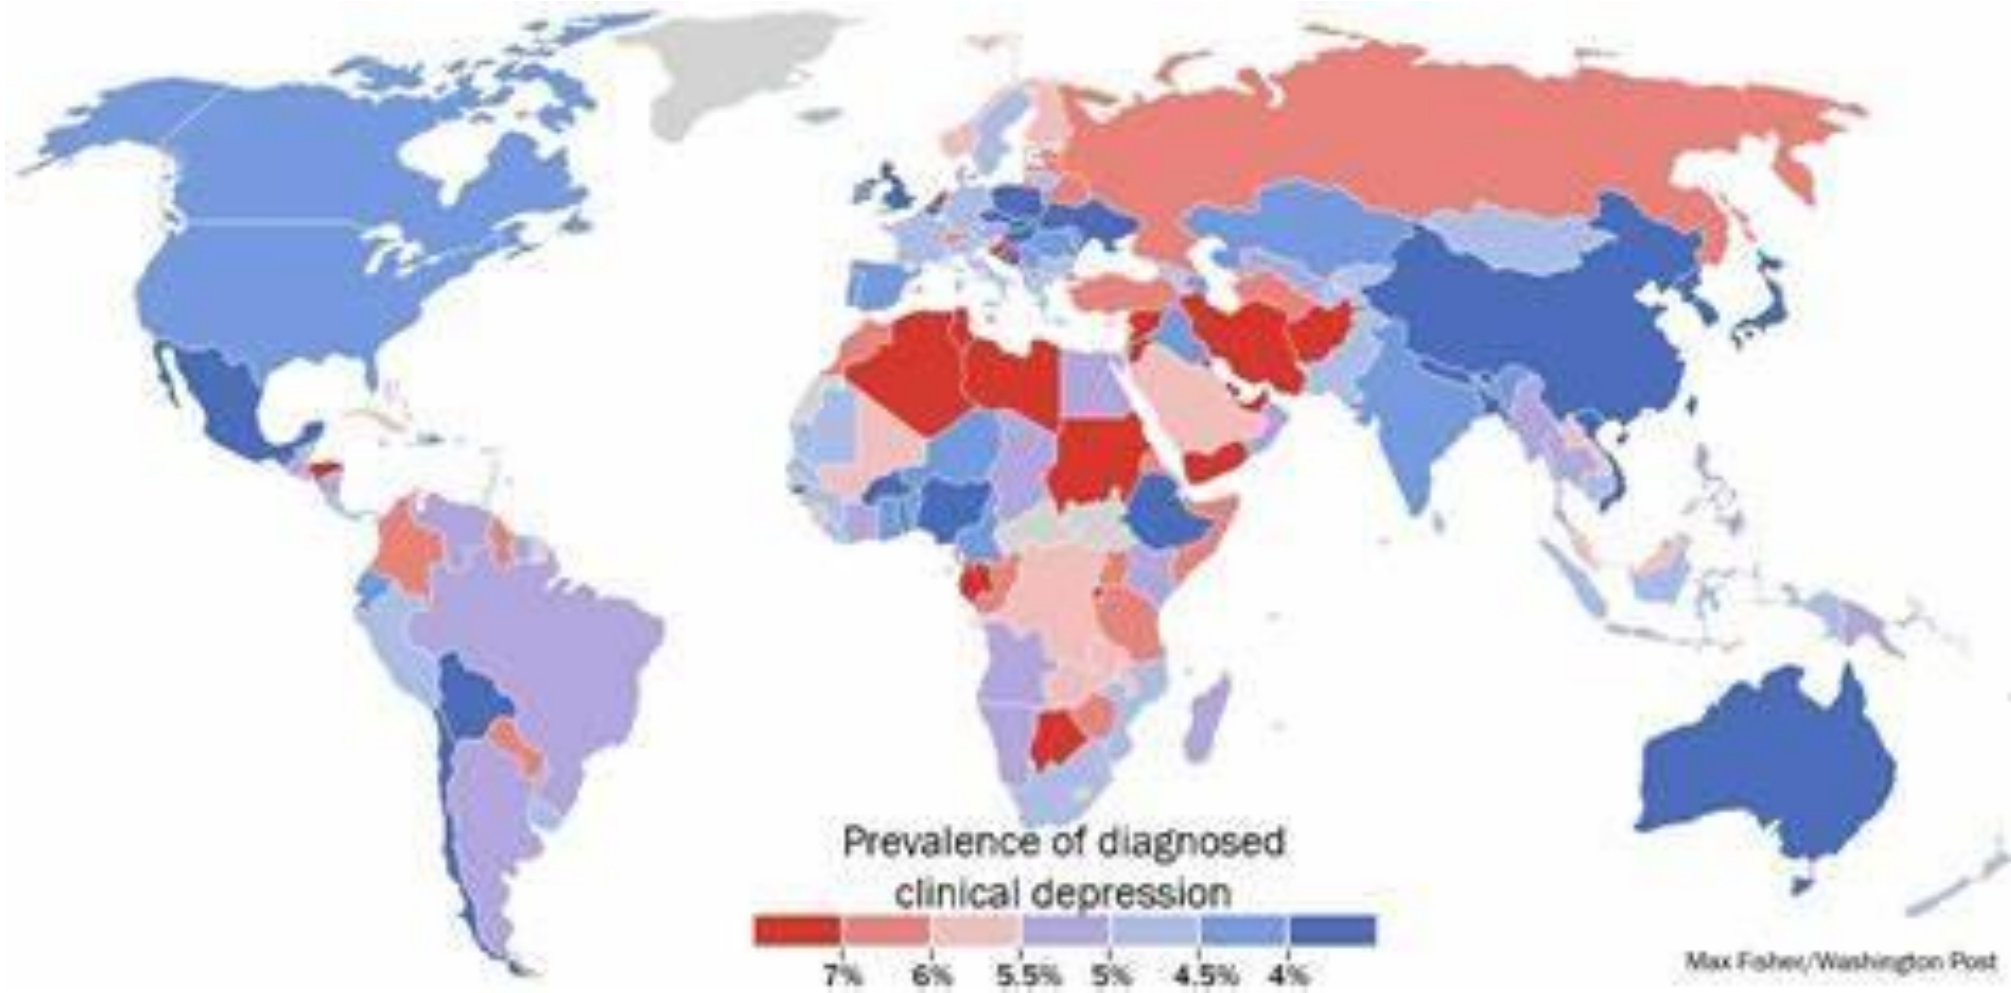 Prevalence of diagnosed
clinical depression
7% 6% 5.5% 5% 4.5% 4%
Max Fisher/Washington Post